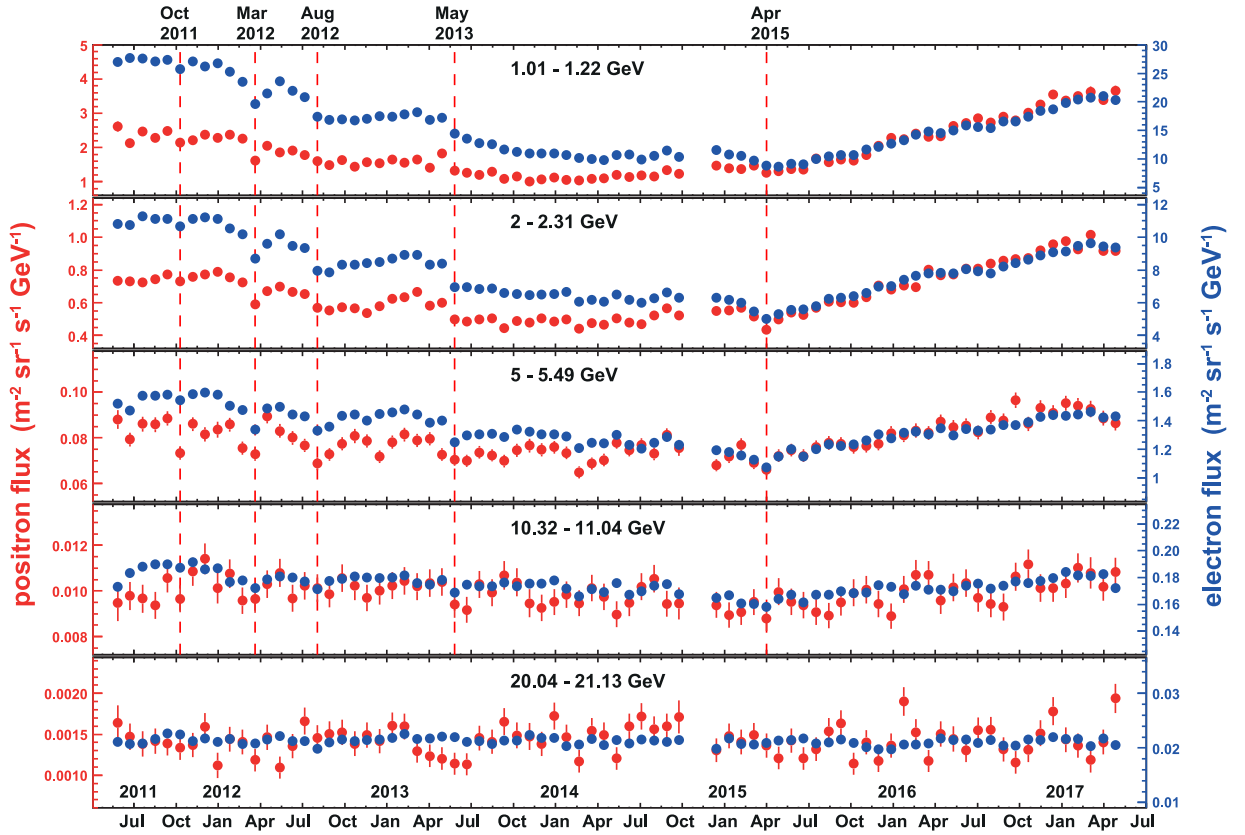 Oct Mar Aug May Apr
2011 2012 2012 2013 2015
positron flux (m⁻² sr⁻¹ s⁻¹ GeV⁻¹)
electron flux (m⁻² sr⁻¹ s⁻¹ GeV⁻¹)
1.01 - 1.22 GeV
5 30
4 25
3 20
2 15
1 10
5
2 - 2.31 GeV
1.2 12
1.0 10
0.8 8
0.6 6
0.4 4
5 - 5.49 GeV
1.8
0.10 1.6
1.4
0.08 1.2
0.06 1
10.32 - 11.04 GeV
0.22
0.012 0.20
0.18
0.010 0.16
0.008 0.14
20.04 - 21.13 GeV
0.0020 0.03
0.0015 0.02
0.0010
0.01
2011 2012 2013 2014 2015 2016 2017
Jul Oct Jan Apr Jul Oct Jan Apr Jul Oct Jan Apr Jul Oct Jan Apr Jul Oct Jan Apr Jul Oct Jan Apr Jul